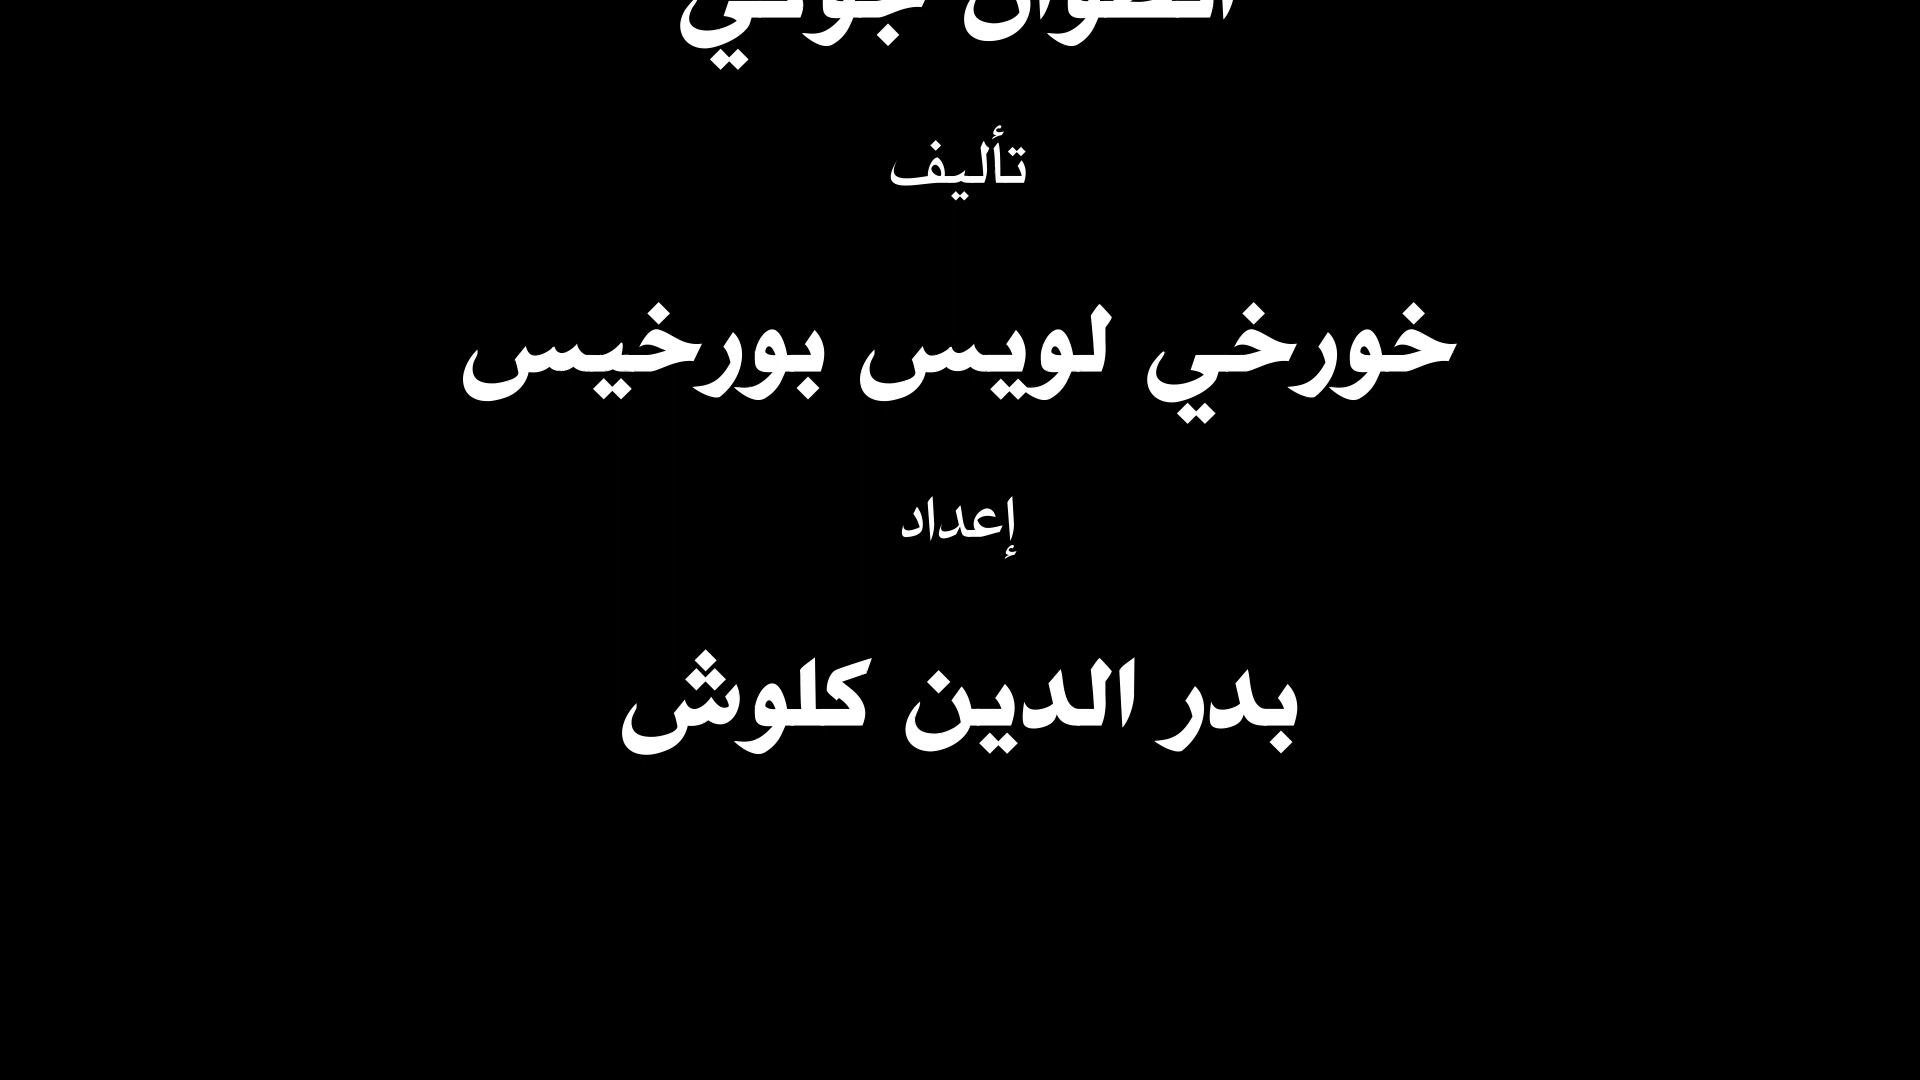 تأليف
خورخي لويس بورخيس
إعداد
بدر الدين كلوش